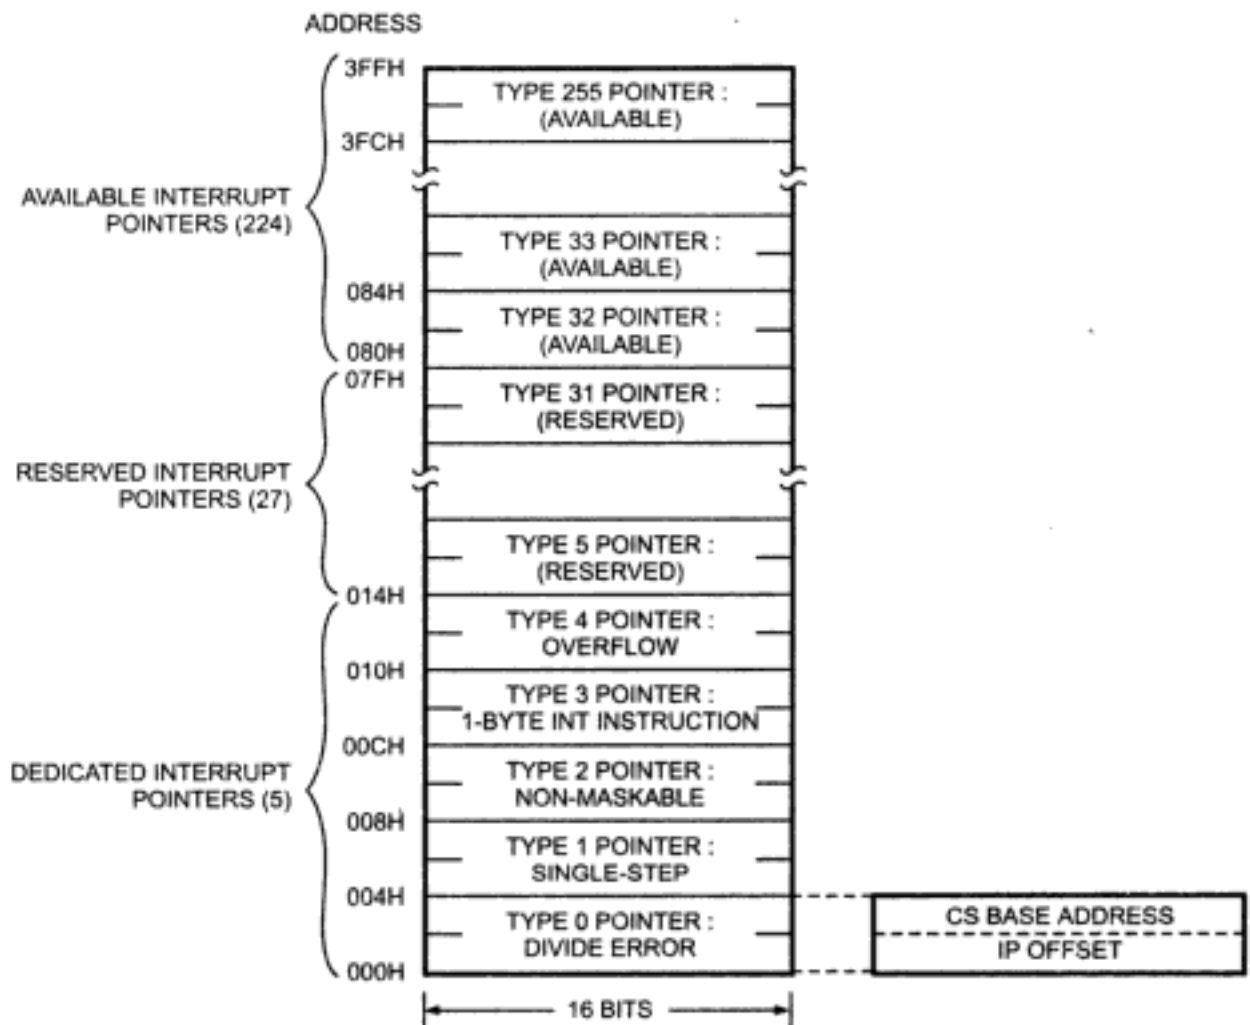 ADDRESS
3FFH
TYPE 255 POINTER :
(AVAILABLE)
3FCH
AVAILABLE INTERRUPT
POINTERS (224)
TYPE 33 POINTER :
(AVAILABLE)
084H
TYPE 32 POINTER :
(AVAILABLE)
080H
07FH
TYPE 31 POINTER :
(RESERVED)
RESERVED INTERRUPT
POINTERS (27)
TYPE 5 POINTER :
(RESERVED)
014H
TYPE 4 POINTER :
OVERFLOW
010H
TYPE 3 POINTER :
1-BYTE INT INSTRUCTION
00CH
DEDICATED INTERRUPT
POINTERS (5)
TYPE 2 POINTER :
NON-MASKABLE
008H
TYPE 1 POINTER :
SINGLE-STEP
004H
TYPE 0 POINTER :
DIVIDE ERROR
000H
CS BASE ADDRESS
IP OFFSET
16 BITS